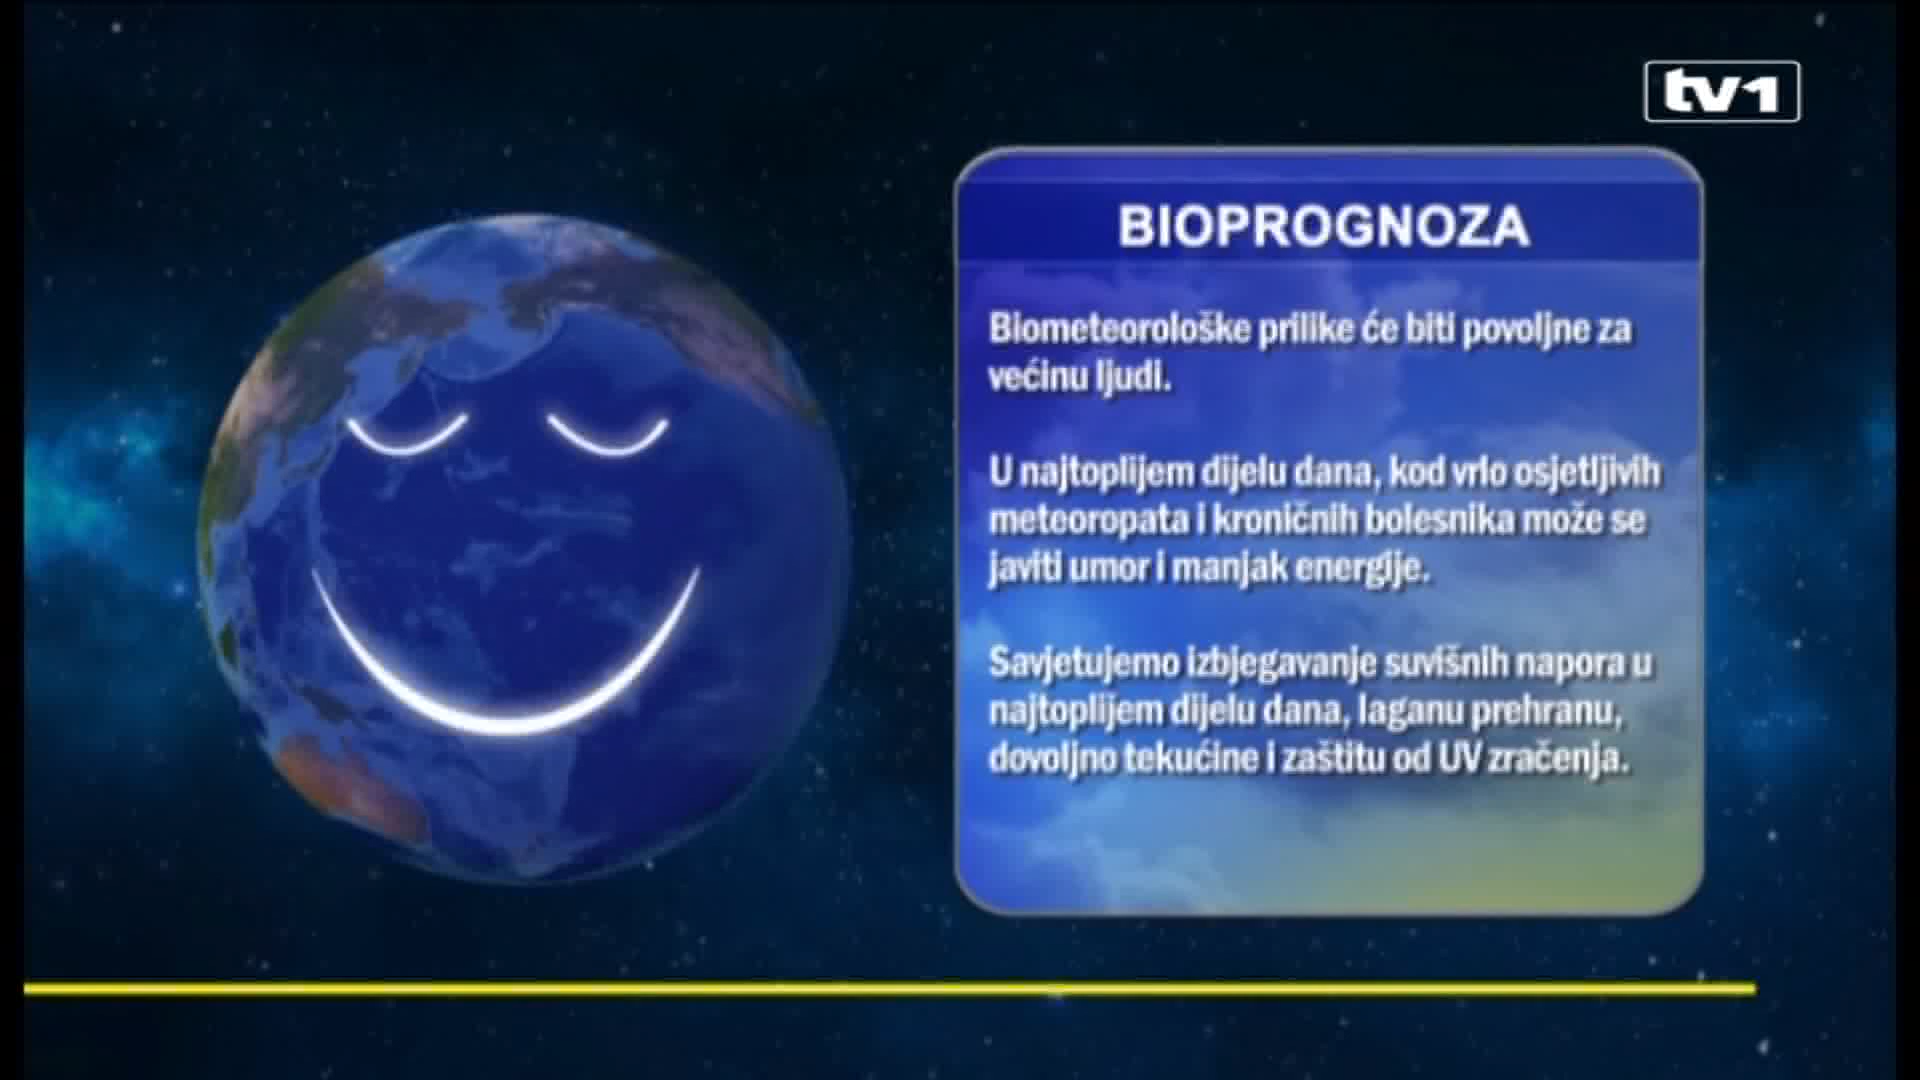 tv1
BIOPROGNOZA
Biometeorološke prilike će biti povoljne za
većinu ljudi.
U najtoplijem dijelu dana, kod vrlo osjetljivih
meteoropata i kroničnih bolesnika može se
javiti umor i manjak energije.
Savjetujemo izbjegavanje suvišnih napora u
najtoplijem dijelu dana, laganu prehranu,
dovoljno tekućine i zaštitu od UV zračenja.